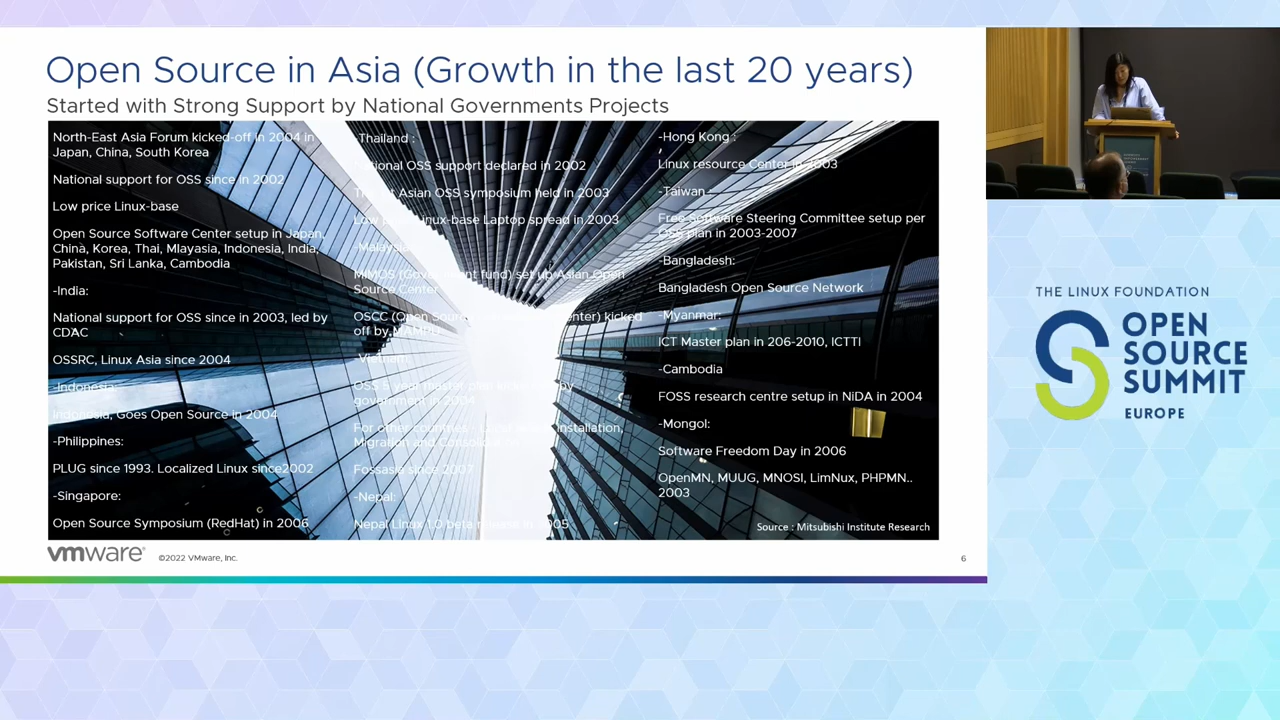 Open Source in Asia (Growth in the last 20 years)
Started with Strong Support by National Governments Projects
North-East Asia Forum kicked-off in 2004 in
Japan, China, South Korea
National support for OSS since in 2002
Low price Linux-base
Open Source Software Center setup in Japan,
China, Korea, Thai, Mlayasia, Indonesia, India,
Pakistan, Sri Lanka, Cambodia
-India:
National support for OSS since in 2003, led by
CDAC
OSSRC, Linux Asia since 2004
-Indonesia:
Indonesia, Goes Open Source in 2004
-Philippines:
PLUG since 1993. Localized Linux since2002
-Singapore:
Open Source Symposium (RedHat) in 2006
-Thailand :
National OSS support declared in 2002
The 1st Asian OSS symposium held in 2003
Low price Linux-base Laptop spread in 2003
-Malaysia:
MIMOS (Government fund) set up Asian Open
Source Center
OSCC (Open Source Center) kicked
off by MAMPU
-Vietnam:
OSS 5 year master plan by
government in 2004
For other countries, Installation,
Migration and
Fossasia since 2007
-Nepal:
Nepal Linux 1.0 beta release in 2005
-Hong Kong :
Linux resource Center in 2003
-Taiwan
Free Software Steering Committee setup per
OSS plan in 2003-2007
-Bangladesh:
Bangladesh Open Source Network
-Myanmar:
ICT Master plan in 206-2010, ICTTI
-Cambodia
FOSS research centre setup in NiDA in 2004
-Mongol:
Software Freedom Day in 2006
OpenMN, MUUG, MNOSI, LimNux, PHPMN..
2003
Source : Mitsubishi Institute Research
vmware®
©2022 VMware, Inc.
6
THE LINUX FOUNDATION
OPEN
SOURCE
SUMMIT
EUROPE